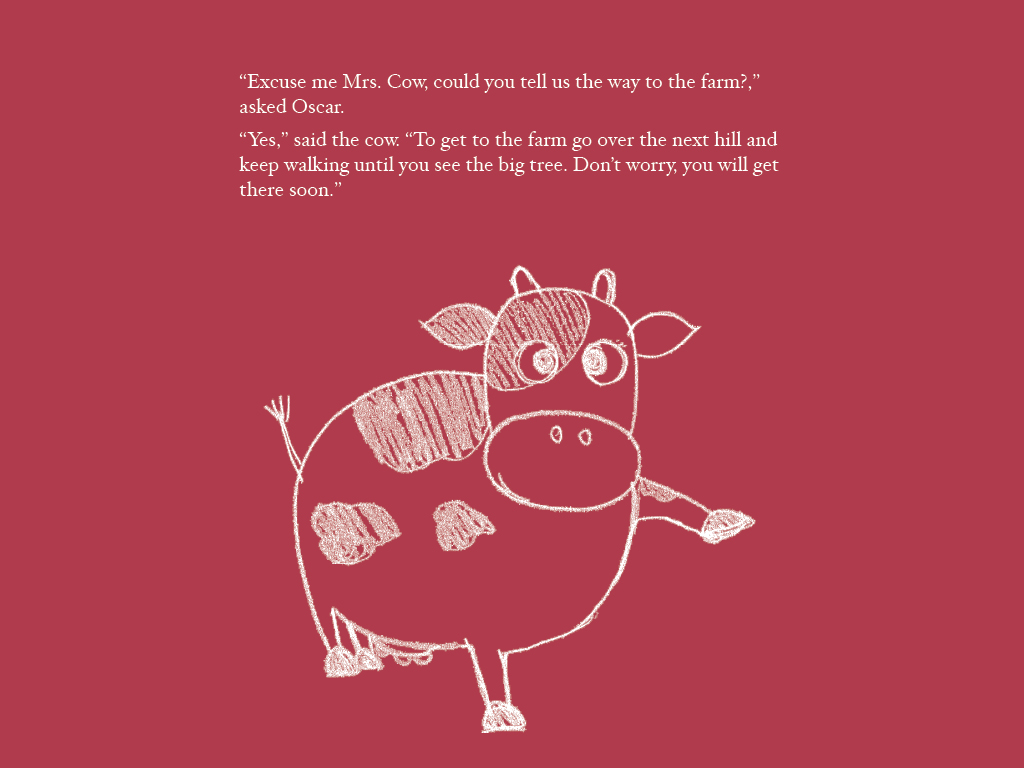 “Excuse me Mrs. Cow, could you tell us the way to the farm?,”
asked Oscar.
“Yes,” said the cow. “To get to the farm go over the next hill and
keep walking until you see the big tree. Don’t worry, you will get
there soon.”